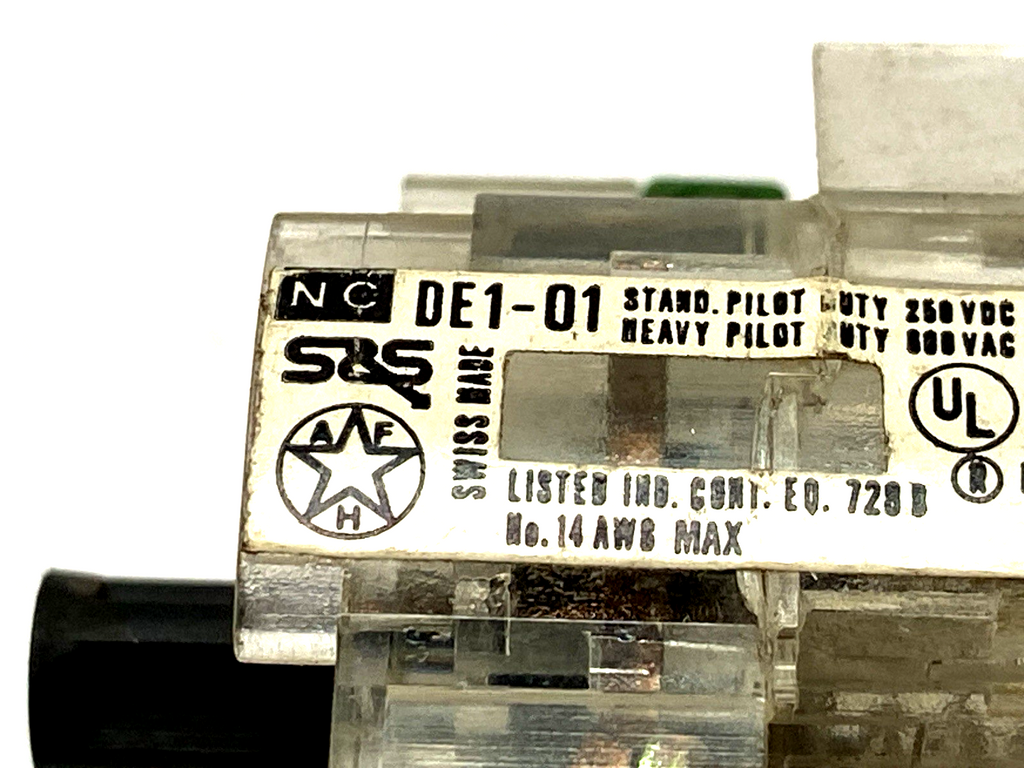 NC DE1-01 STAND. PILOT DUTY 250 VDC
HEAVY PILOT DUTY 600 VAC
S&S
SWISS MADE
A F H
UL
R
LISTED IND. CONT. EQ.
No. 14 AWG MAX